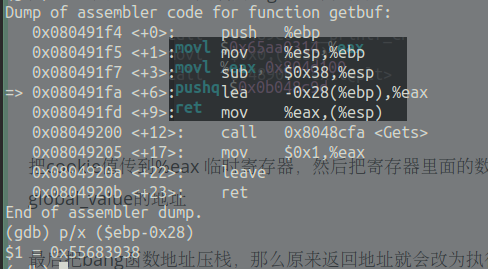 Dump of assembler code for function getbuf:
0x080491f4 <+0>: push %ebp
0x080491f5 <+1>: mov %esp,%ebp
0x080491f7 <+3>: sub $0x38,%esp
=> 0x080491fa <+6>: lea -0x28(%ebp),%eax
0x080491fd <+9>: mov %eax,(%esp)
0x08049200 <+12>: call 0x8048cfa <Gets>
0x08049205 <+17>: mov $0x1,%eax
0x0804920a <+22>: leave
0x0804920b <+23>: ret
End of assembler dump.
(gdb) p/x ($ebp-0x28)
$1 = 0x55683938
movl
movl
pushq
ret
把cookie值传到%eax 临时寄存器，然后把寄存器里面的数
global_value的地址
最后把bang函数地址压栈，那么原来返回地址就会改为执行